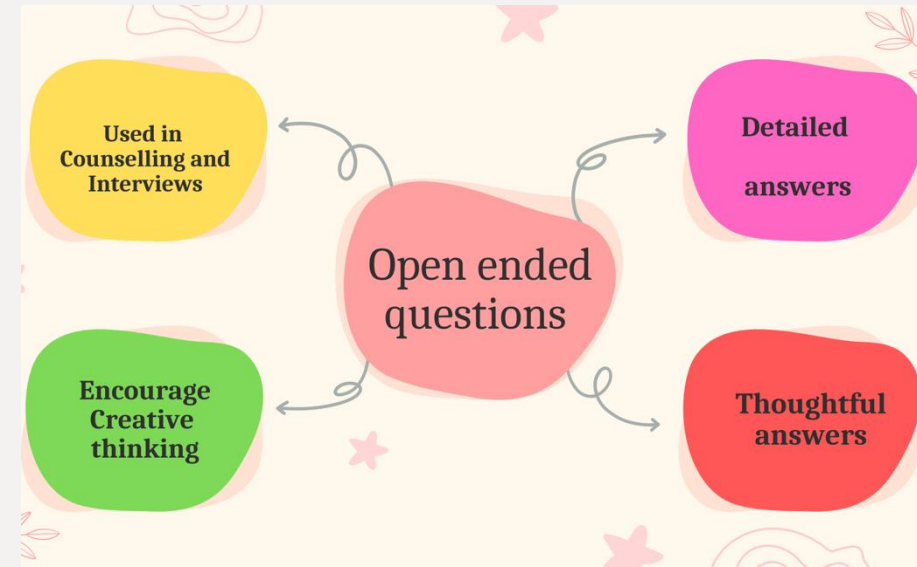 Used in
Counselling and
Interviews
Detailed
answers
Open ended
questions
Encourage
Creative
thinking
Thoughtful
answers